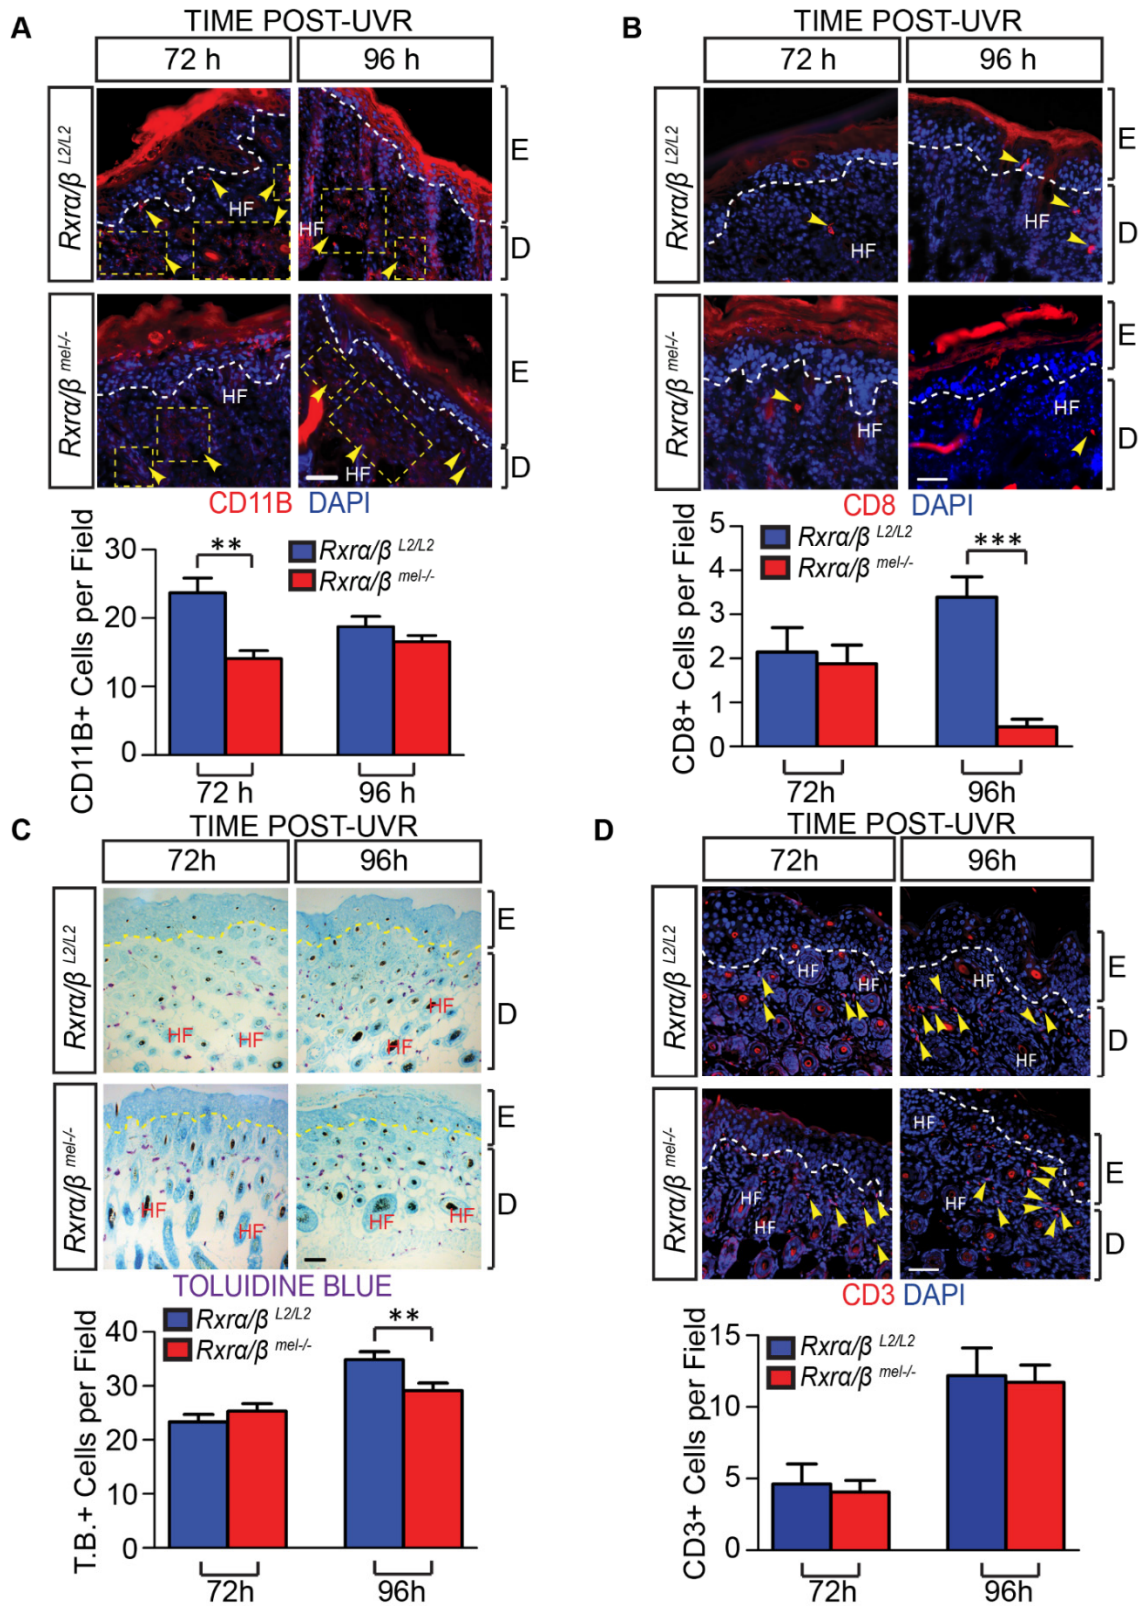 A
TIME POST-UVR
72 h
96 h
Rxrα/β L2/L2
HF
HF
E
D
Rxrα/β mel-/-
HF
HF
E
D
CD11B DAPI
CD11B+ Cells per Field
30
20
10
0
**
Rxrα/β L2/L2
Rxrα/β mel-/-
72 h
96 h
B
TIME POST-UVR
72 h
96 h
Rxrα/β L2/L2
HF
HF
E
D
Rxrα/β mel-/-
HF
HF
E
D
CD8 DAPI
CD8+ Cells per Field
5
4
3
2
1
0
Rxrα/β L2/L2
Rxrα/β mel-/-
***
72h
96h
C
TIME POST-UVR
72h
96h
Rxrα/β L2/L2
HF
HF
HF
HF
E
D
Rxrα/β mel-/-
HF
HF
HF
HF
E
D
TOLUIDINE BLUE
T.B.+ Cells per Field
40
30
20
10
0
Rxrα/β L2/L2
Rxrα/β mel-/-
**
72h
96h
D
TIME POST-UVR
72h
96h
Rxrα/β L2/L2
HF
HF
HF
HF
E
D
Rxrα/β mel-/-
HF
HF
HF
HF
E
D
CD3 DAPI
CD3+ Cells per Field
15
10
5
0
Rxrα/β L2/L2
Rxrα/β mel-/-
72h
96h